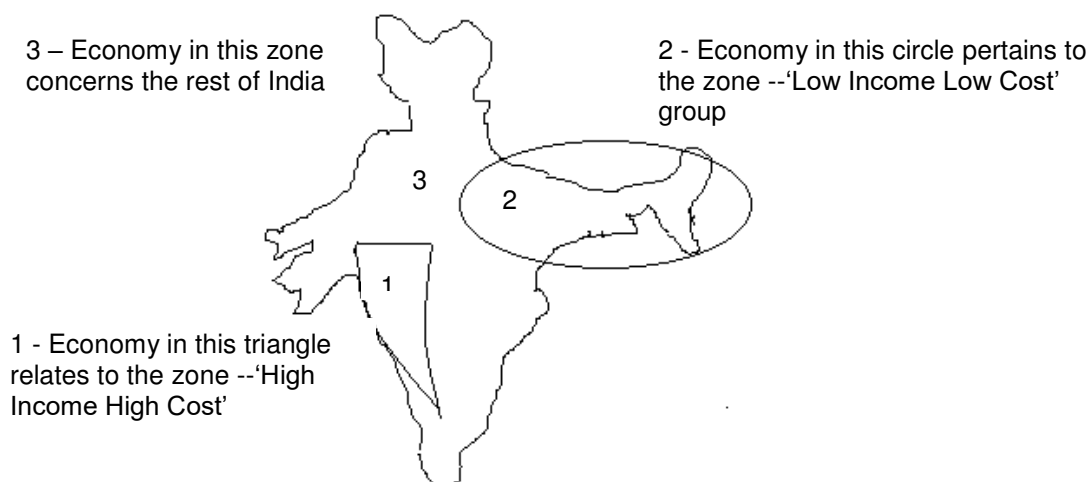 3 – Economy in this zone
concerns the rest of India
2 - Economy in this circle pertains to
the zone --‘Low Income Low Cost’
group
3
2
1
1 - Economy in this triangle
relates to the zone --‘High
Income High Cost’